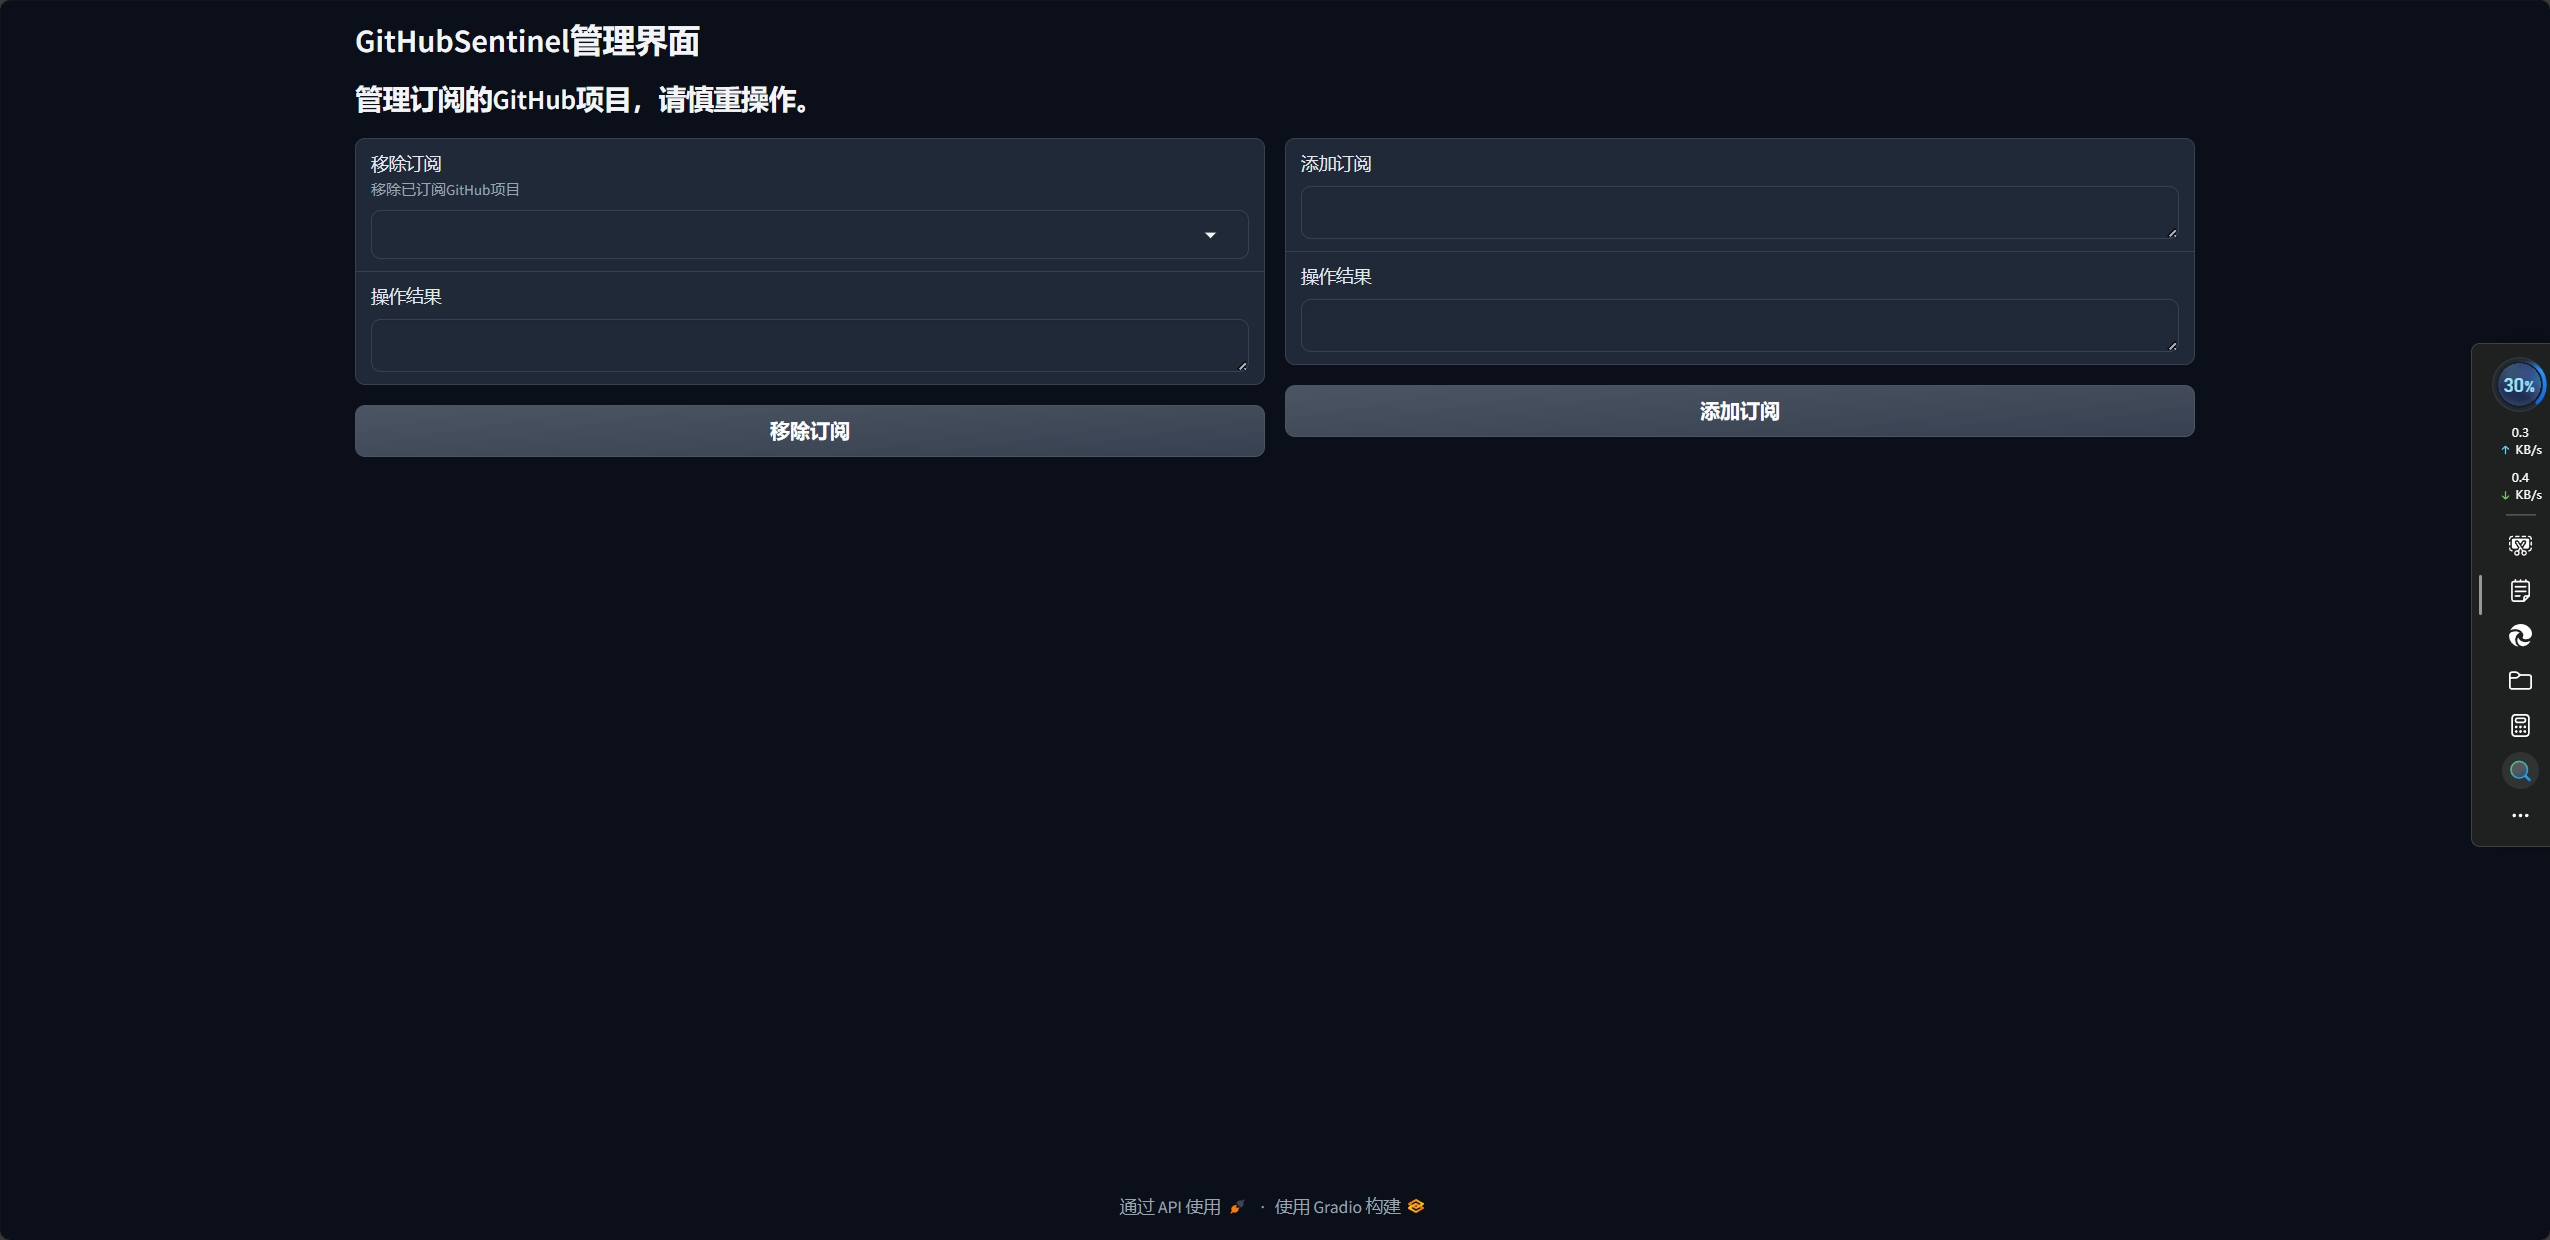 GitHubSentinel管理界面
管理订阅的GitHub项目，请慎重操作。
移除订阅
移除已订阅GitHub项目
操作结果
移除订阅
添加订阅
操作结果
添加订阅
30%
0.3
↑ KB/s
0.4
↓ KB/s
通过 API 使用 · 使用 Gradio 构建